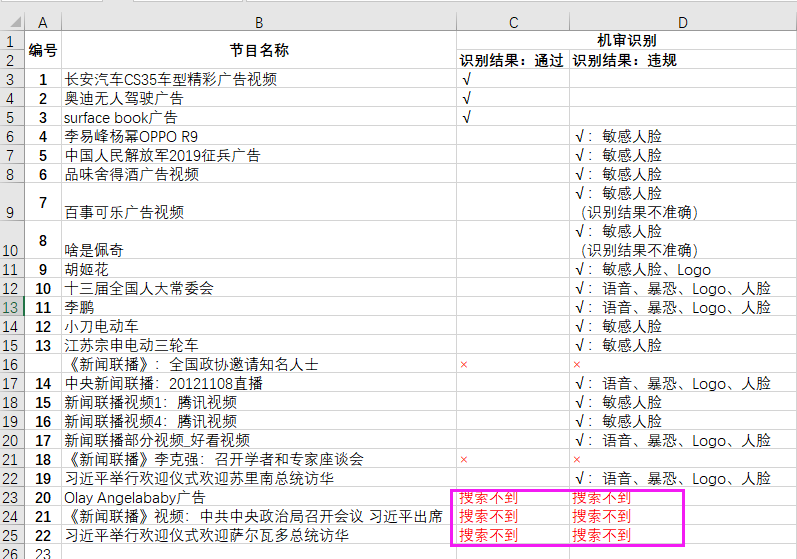 A B C D
1 编号 节目名称 机审识别
2 识别结果：通过 识别结果：违规
3 1 长安汽车CS35车型精彩广告视频 √
4 2 奥迪无人驾驶广告 √
5 3 surface book广告 √
6 4 李易峰杨幂OPPO R9 √：敏感人脸
7 5 中国人民解放军2019征兵广告 √：敏感人脸
8 6 品味舍得酒广告视频 √：敏感人脸
9 7 百事可乐广告视频 √：敏感人脸
（识别结果不准确）
10 8 啥是佩奇 √：敏感人脸
（识别结果不准确）
11 9 胡姬花 √：敏感人脸、Logo
12 10 十三届全国人大常委会 √：语音、暴恐、Logo、人脸
13 11 李鹏 √：语音、暴恐、Logo、人脸
14 12 小刀电动车 √：敏感人脸
15 13 江苏宗申电动三轮车 √：敏感人脸
16 《新闻联播》：全国政协邀请知名人士 × ×
17 14 中央新闻联播：20121108直播 √：语音、暴恐、Logo、人脸
18 15 新闻联播视频1：腾讯视频 √：敏感人脸
19 16 新闻联播视频4：腾讯视频 √：敏感人脸
20 17 新闻联播部分视频_好看视频 √：语音、暴恐、Logo、人脸
21 18 《新闻联播》李克强：召开学者和专家座谈会 × ×
22 19 习近平举行欢迎仪式欢迎苏里南总统访华 √：语音、暴恐、Logo、人脸
23 20 Olay Angelababy广告 搜索不到 搜索不到
24 21 《新闻联播》视频：中共中央政治局召开会议 习近平出席 搜索不到 搜索不到
25 22 习近平举行欢迎仪式欢迎萨尔瓦多总统访华 搜索不到 搜索不到
26 23